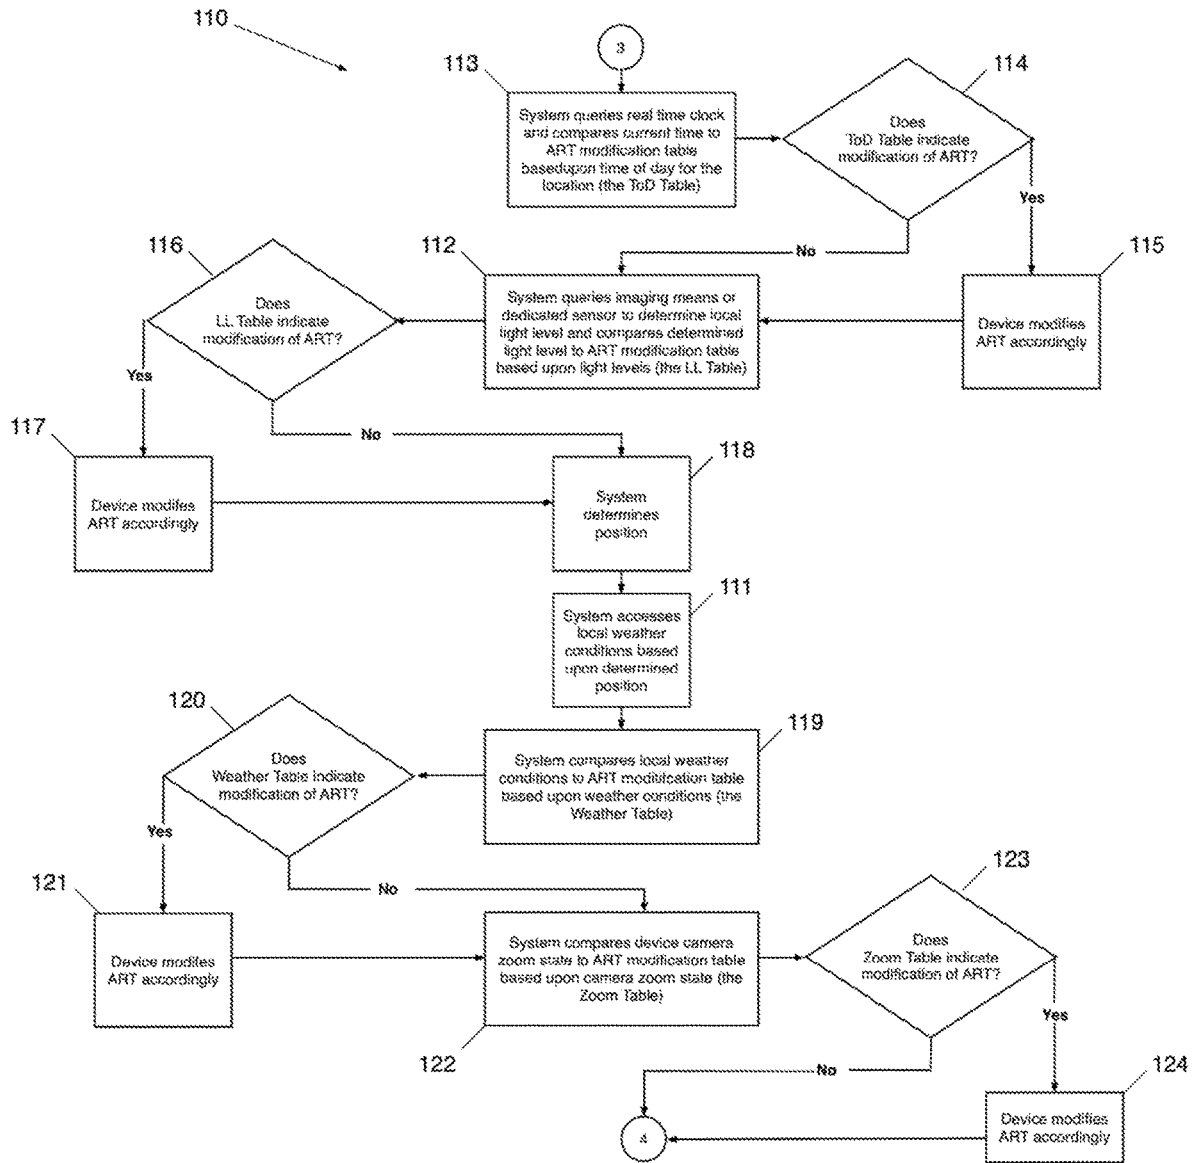 110
3
113
System queries real time clock
and compares current time to
ART modification table
basedupon time of day for the
location (the ToD Table)
114
Does
ToD Table indicate
modification of ART?
Yes
No
116
Does
LL Table indicate
modification of ART?
112
System queries imaging means or
dedicated sensor to determine local
light level and compares determined
light level to ART modification table
based upon light levels (the LL Table)
115
Device modifies
ART accordingly
Yes
No
117
Device modifes
ART accordingly
118
System
determines
position
111
System accesses
local weather
conditions based
upon determined
position
120
Does
Weather Table indicate
modification of ART?
119
System compares local weather
conditions to ART modification table
based upon weather conditions (the
Weather Table)
Yes
No
121
Device modifies
ART accordingly
System compares device camera
zoom state to ART modification table
based upon camera zoom state (the
Zoom Table)
122
123
Does
Zoom Table indicate
modification of ART?
Yes
No
124
Device modifies
ART accordingly
4